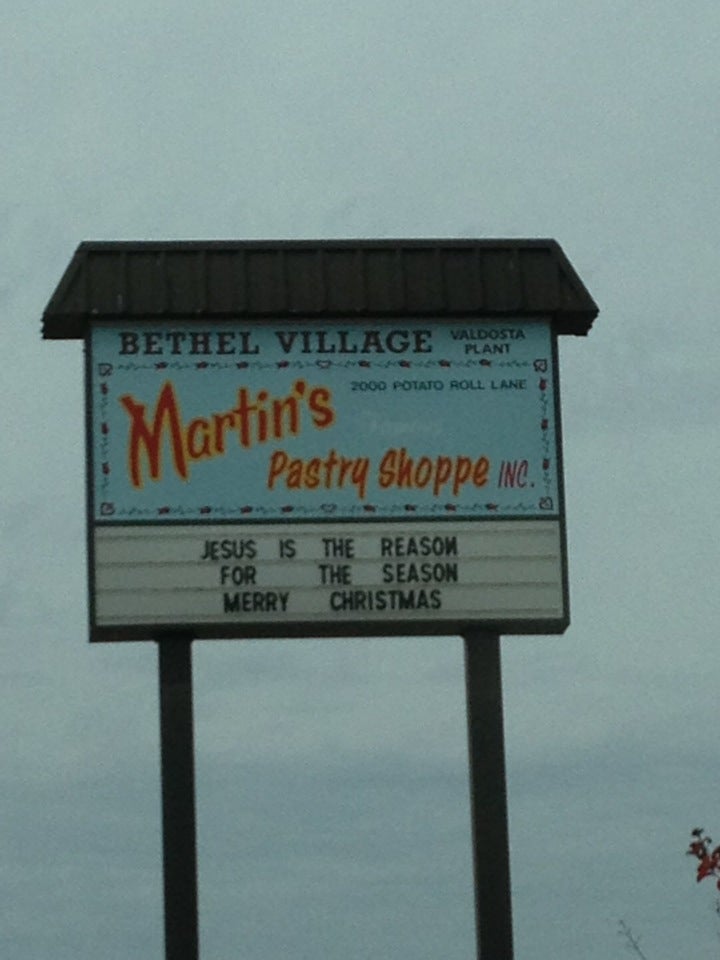 BETHEL VILLAGE VALDOSTA PLANT
2000 POTATO ROLL LANE
Martin's
Pastry Shoppe INC.
JESUS IS THE REASON
FOR THE SEASON
MERRY CHRISTMAS